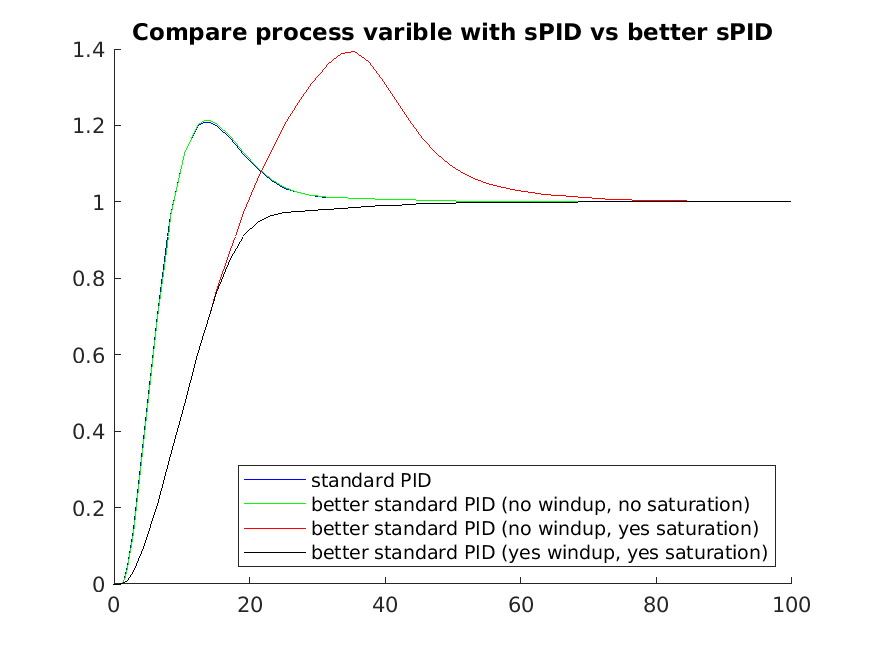 Compare process varible with sPID vs better sPID
1.4
1.2
1
0.8
0.6
0.4
0.2
0
standard PID
better standard PID (no windup, no saturation)
better standard PID (no windup, yes saturation)
better standard PID (yes windup, yes saturation)
0 20 40 60 80 100